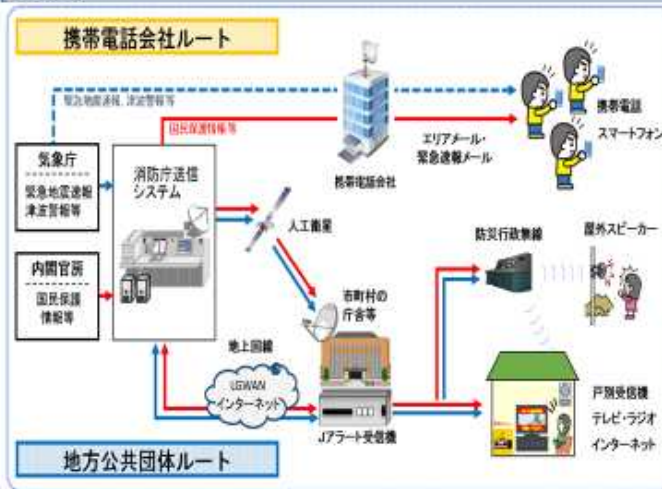 携帯電話会社ルート
緊急地震速報、津波警報等
国民保護情報等
携帯電話会社
エリアメール・
緊急速報メール
携帯電話
スマートフォン
気象庁
緊急地震速報
津波警報等
内閣官房
国民保護
情報等
消防庁送信
システム
人工衛星
市町村の
庁舎等
防災行政無線
屋外スピーカー
地上回線
LGWAN
インターネット
Jアラート受信機
戸別受信機
テレビ・ラジオ
インターネット
地方公共団体ルート